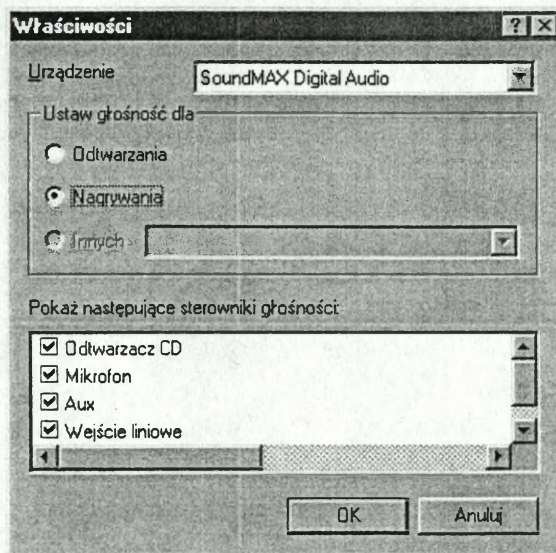 Właściwości
Urządzenie SoundMAX Digital Audio
Ustaw głośność dla
Odtwarzania
Nagrywania
Innych
Pokaż następujące sterowniki głośności:
Odtwarzacz CD
Mikrofon
Aux
Wejście liniowe
OK Anuluj